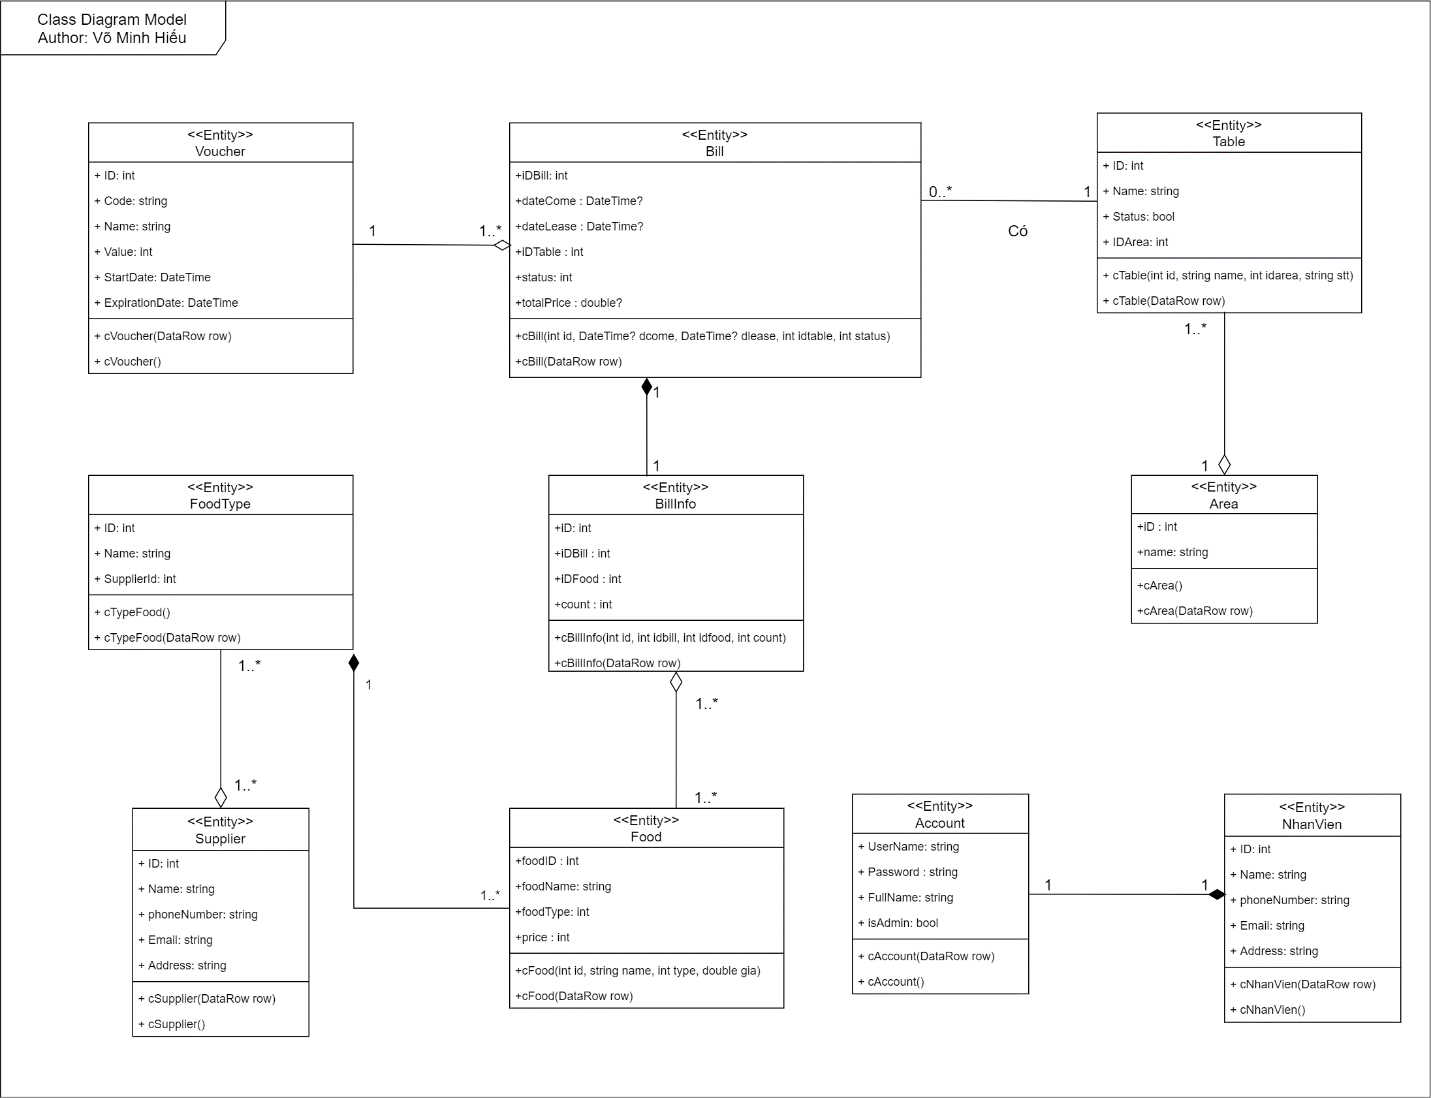 Class Diagram Model
Author: Võ Minh Hiếu
<<Entity>>
Voucher
+ ID: int
+ Code: string
+ Name: string
+ Value: int
+ StartDate: DateTime
+ ExpirationDate: DateTime
+ cVoucher(DataRow row)
+ cVoucher()
1
1..*
<<Entity>>
Bill
+iDBill: int
+dateCome : DateTime?
+dateLease : DateTime?
+iDTable : int
+status: int
+totalPrice : double?
+cBill(int id, DateTime? dcome, DateTime? dlease, int idtable, int status)
+cBill(DataRow row)
0..*
1
Có
<<Entity>>
Table
+ ID: int
+ Name: string
+ Status: bool
+ IDArea: int
+ cTable(int id, string name, int idarea, string stt)
+ cTable(DataRow row)
1..*
1
1
1
<<Entity>>
FoodType
+ ID: int
+ Name: string
+ SupplierId: int
+ cTypeFood()
+ cTypeFood(DataRow row)
<<Entity>>
BillInfo
+iD: int
+iDBill : int
+iDFood : int
+count : int
+cBillInfo(int id, int idbill, int idfood, int count)
+cBillInfo(DataRow row)
<<Entity>>
Area
+iD : int
+name: string
+cArea()
+cArea(DataRow row)
1..*
1
1..*
1..*
1..*
1..*
<<Entity>>
Supplier
+ ID: int
+ Name: string
+ phoneNumber: string
+ Email: string
+ Address: string
+ cSupplier(DataRow row)
+ cSupplier()
<<Entity>>
Food
+foodID : int
+foodName: string
+foodType: int
+price : int
+cFood(int id, string name, int type, double gia)
+cFood(DataRow row)
<<Entity>>
Account
+ UserName: string
+ Password : string
+ FullName: string
+ isAdmin: bool
+ cAccount(DataRow row)
+ cAccount()
1
1
<<Entity>>
NhanVien
+ ID: int
+ Name: string
+ phoneNumber: string
+ Email: string
+ Address: string
+ cNhanVien(DataRow row)
+ cNhanVien()